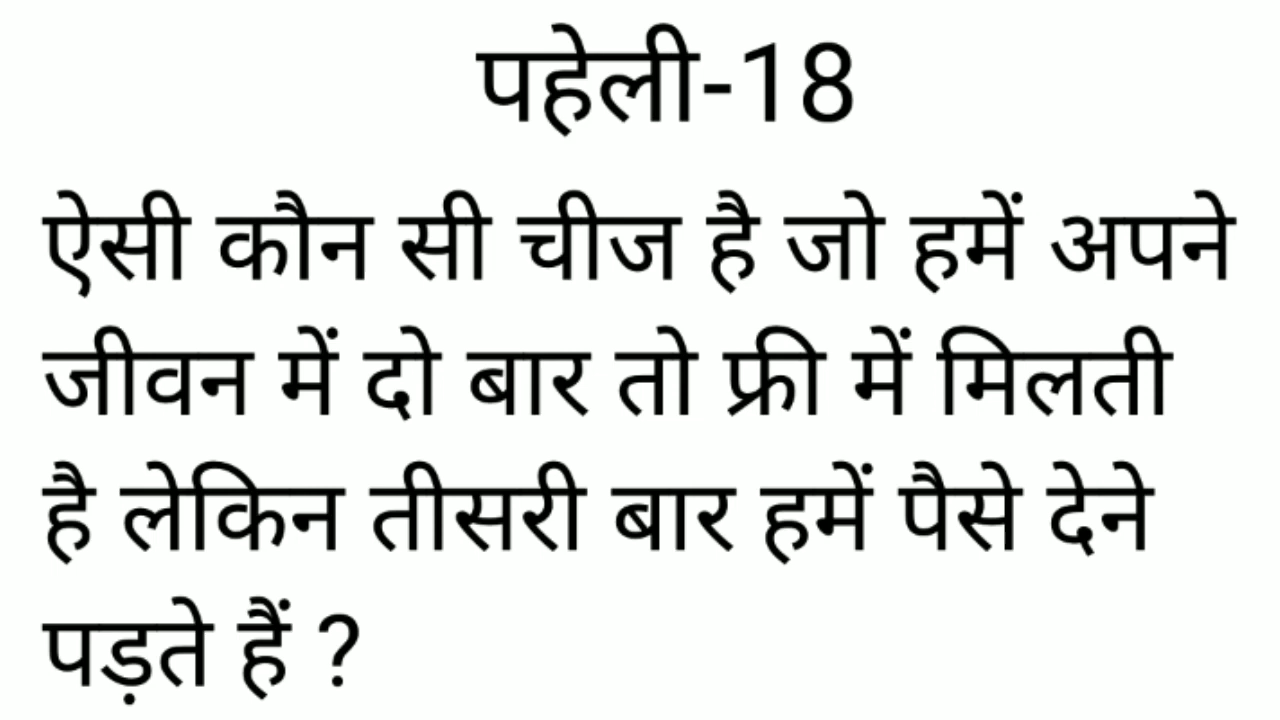 पहेली-18
ऐसी कौन सी चीज है जो हमें अपने
जीवन में दो बार तो फ्री में मिलती
है लेकिन तीसरी बार हमें पैसे देने
पड़ते हैं ?